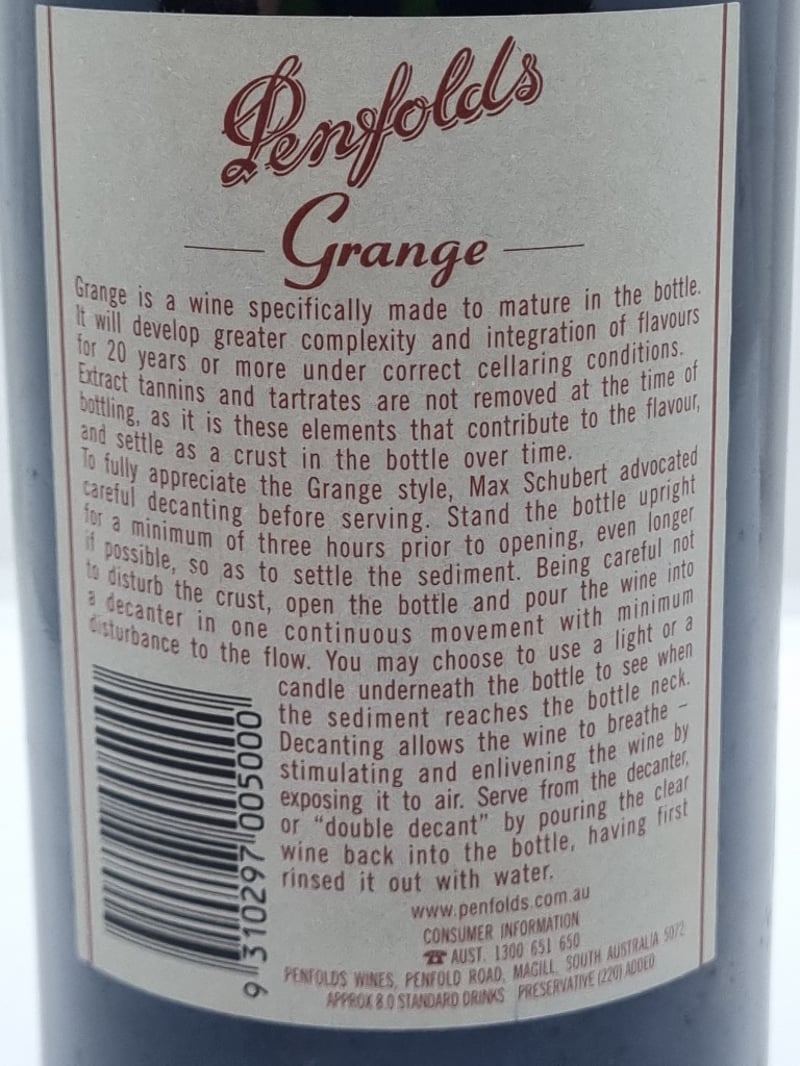 Penfolds
Grange
Grange is a wine specifically made to mature in the bottle.
It will develop greater complexity and integration of flavours
for 20 years or more under correct cellaring conditions.
Extract tannins and tartrates are not removed at the time of
bottling, as it is these elements that contribute to the flavour,
and settle as a crust in the bottle over time.
To fully appreciate the Grange style, Max Schubert advocated
careful decanting before serving. Stand the bottle upright
for a minimum of three hours prior to opening, even longer
if possible, so as to settle the sediment. Being careful not
to disturb the crust, open the bottle and pour the wine into
a decanter in one continuous movement with minimum
disturbance to the flow. You may choose to use a light or a
candle underneath the bottle to see when
the sediment reaches the bottle neck.
Decanting allows the wine to breathe –
stimulating and enlivening the wine by
exposing it to air. Serve from the decanter,
or “double decant” by pouring the clear
wine back into the bottle, having first
rinsed it out with water.
www.penfolds.com.au
CONSUMER INFORMATION
☎ AUST. 1300 651 650
PENFOLDS WINES, PENFOLD ROAD, MAGILL, SOUTH AUSTRALIA 5072
APPROX 8.0 STANDARD DRINKS PRESERVATIVE (220) ADDED
9 310297 005000